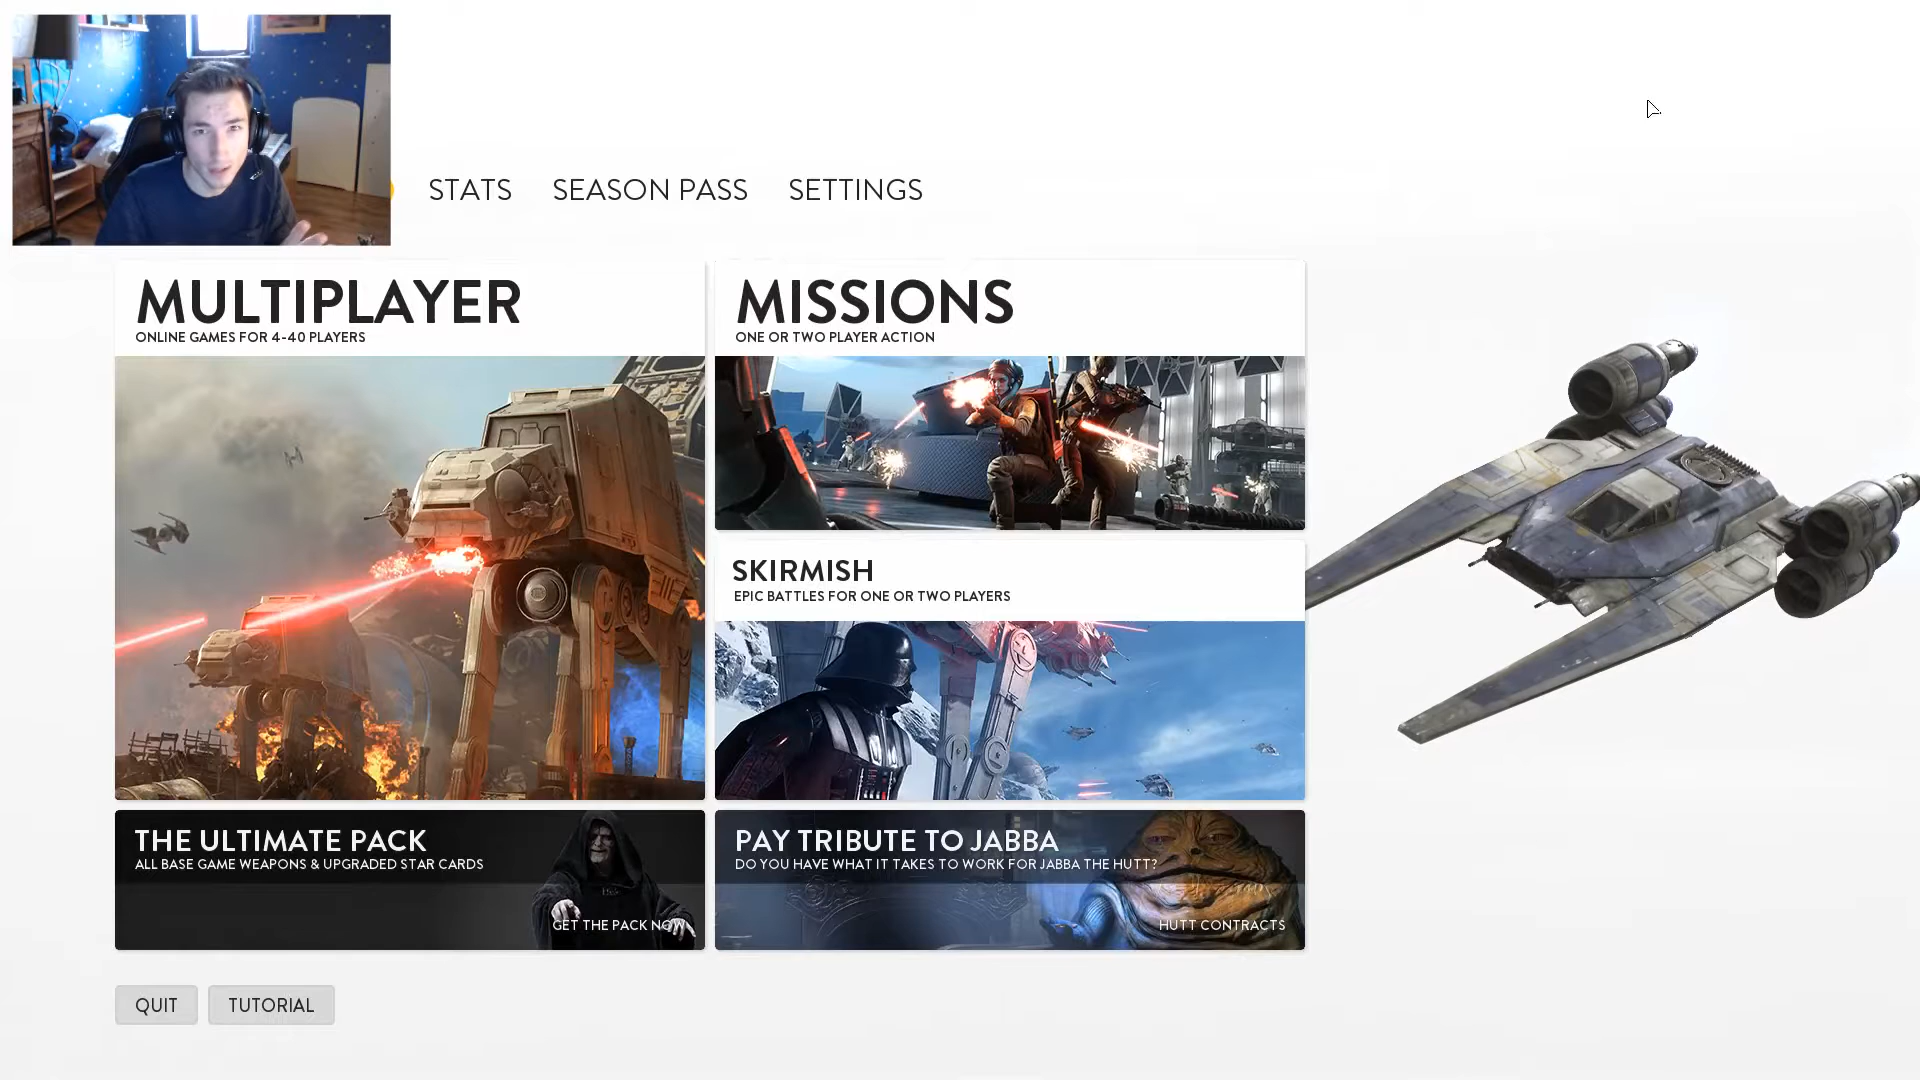 STATS SEASON PASS SETTINGS
MULTIPLAYER
ONLINE GAMES FOR 4-40 PLAYERS
MISSIONS
ONE OR TWO PLAYER ACTION
SKIRMISH
EPIC BATTLES FOR ONE OR TWO PLAYERS
THE ULTIMATE PACK
ALL BASE GAME WEAPONS & UPGRADED STAR CARDS
GET THE PACK NOW
PAY TRIBUTE TO JABBA
DO YOU HAVE WHAT IT TAKES TO WORK FOR JABBA THE HUTT?
HUTT CONTRACTS
QUIT TUTORIAL